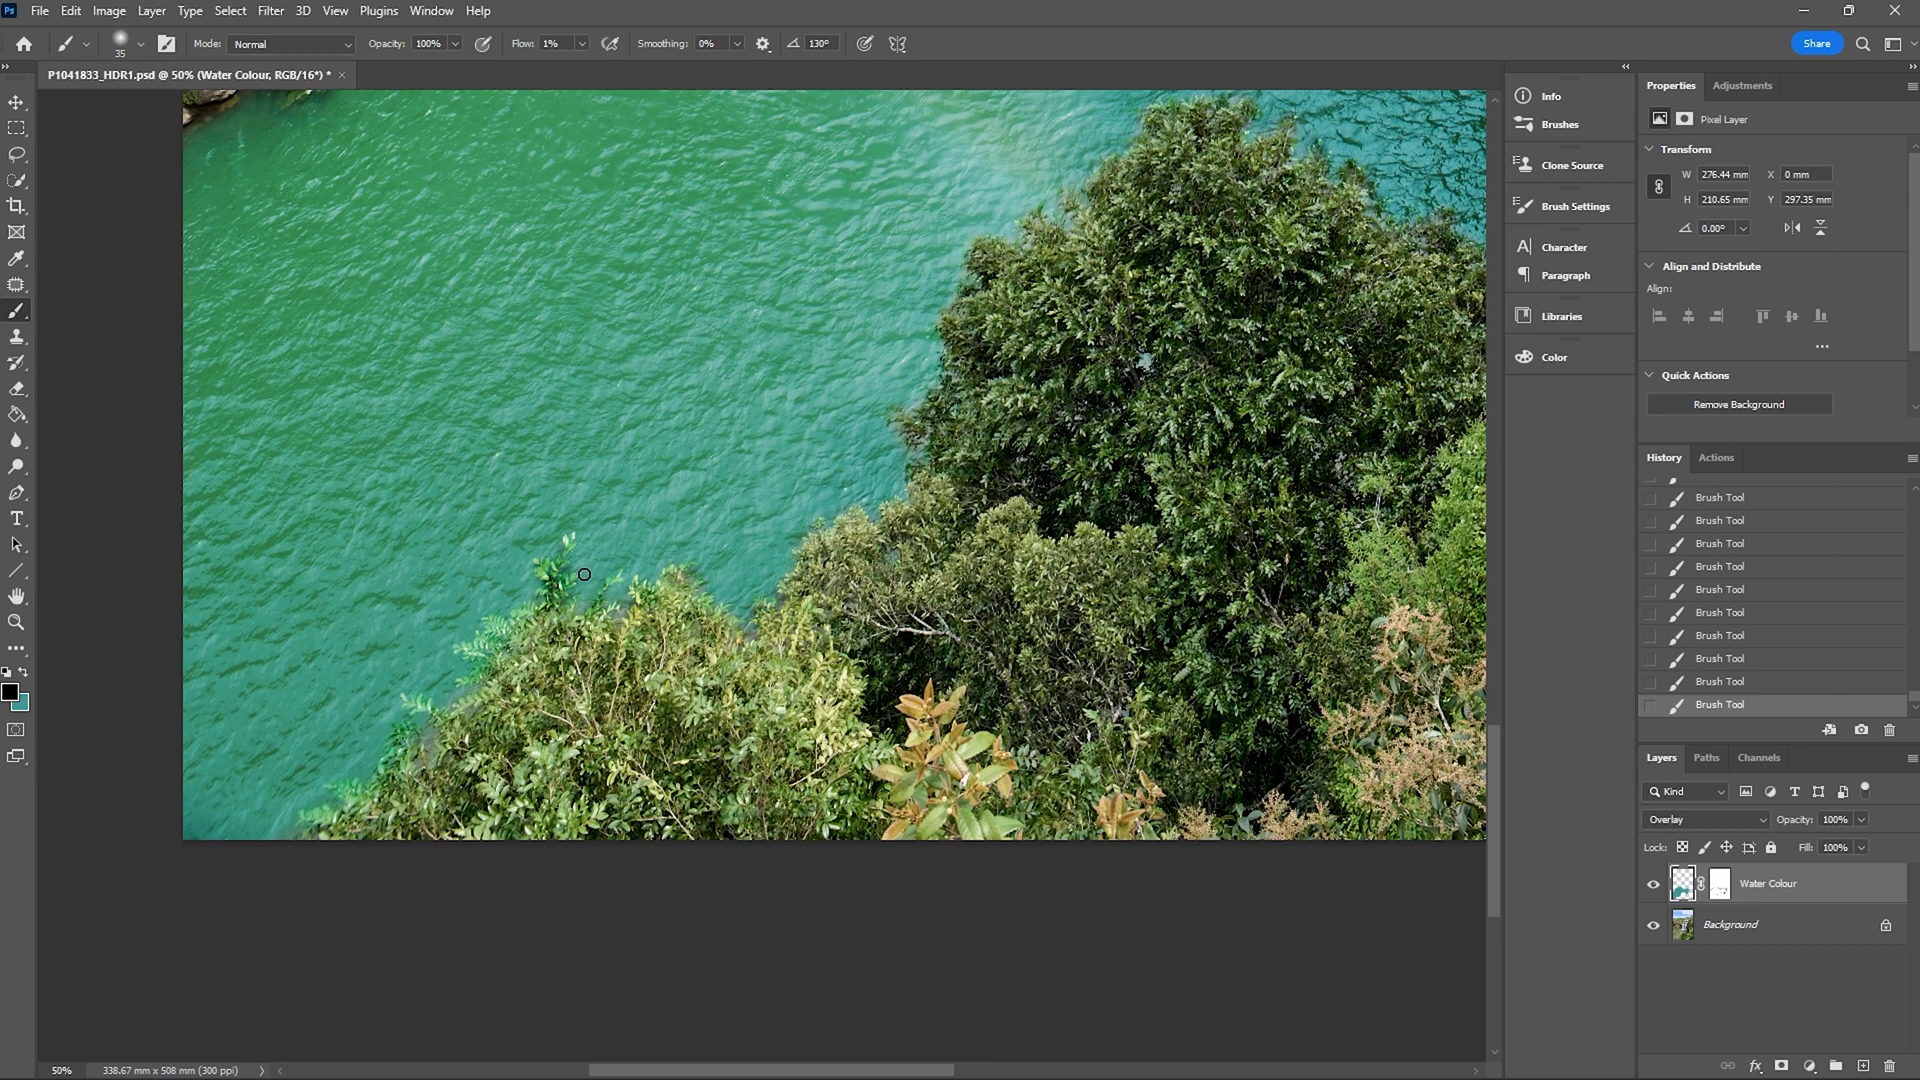 Ps File Edit Image Layer Type Select Filter 3D View Plugins Window Help
35 Mode: Normal Opacity: 100% Flow: 1% Smoothing: 0% 130° Share
P1041833_HDR1.psd @ 50% (Water Colour, RGB/16*) * ×
Info
Brushes
Clone Source
Brush Settings
Character
Paragraph
Libraries
Color
Properties Adjustments
Pixel Layer
Transform
W 276.44 mm X 0 mm
H 210.65 mm Y 297.35 mm
0.00°
Align and Distribute
Align:
Quick Actions
Remove Background
History Actions
Brush Tool
Brush Tool
Brush Tool
Brush Tool
Brush Tool
Brush Tool
Brush Tool
Brush Tool
Brush Tool
Brush Tool
Layers Paths Channels
Kind
Overlay Opacity: 100%
Lock: Fill: 100%
Water Colour
Background
50% 338.67 mm x 508 mm (300 ppi)